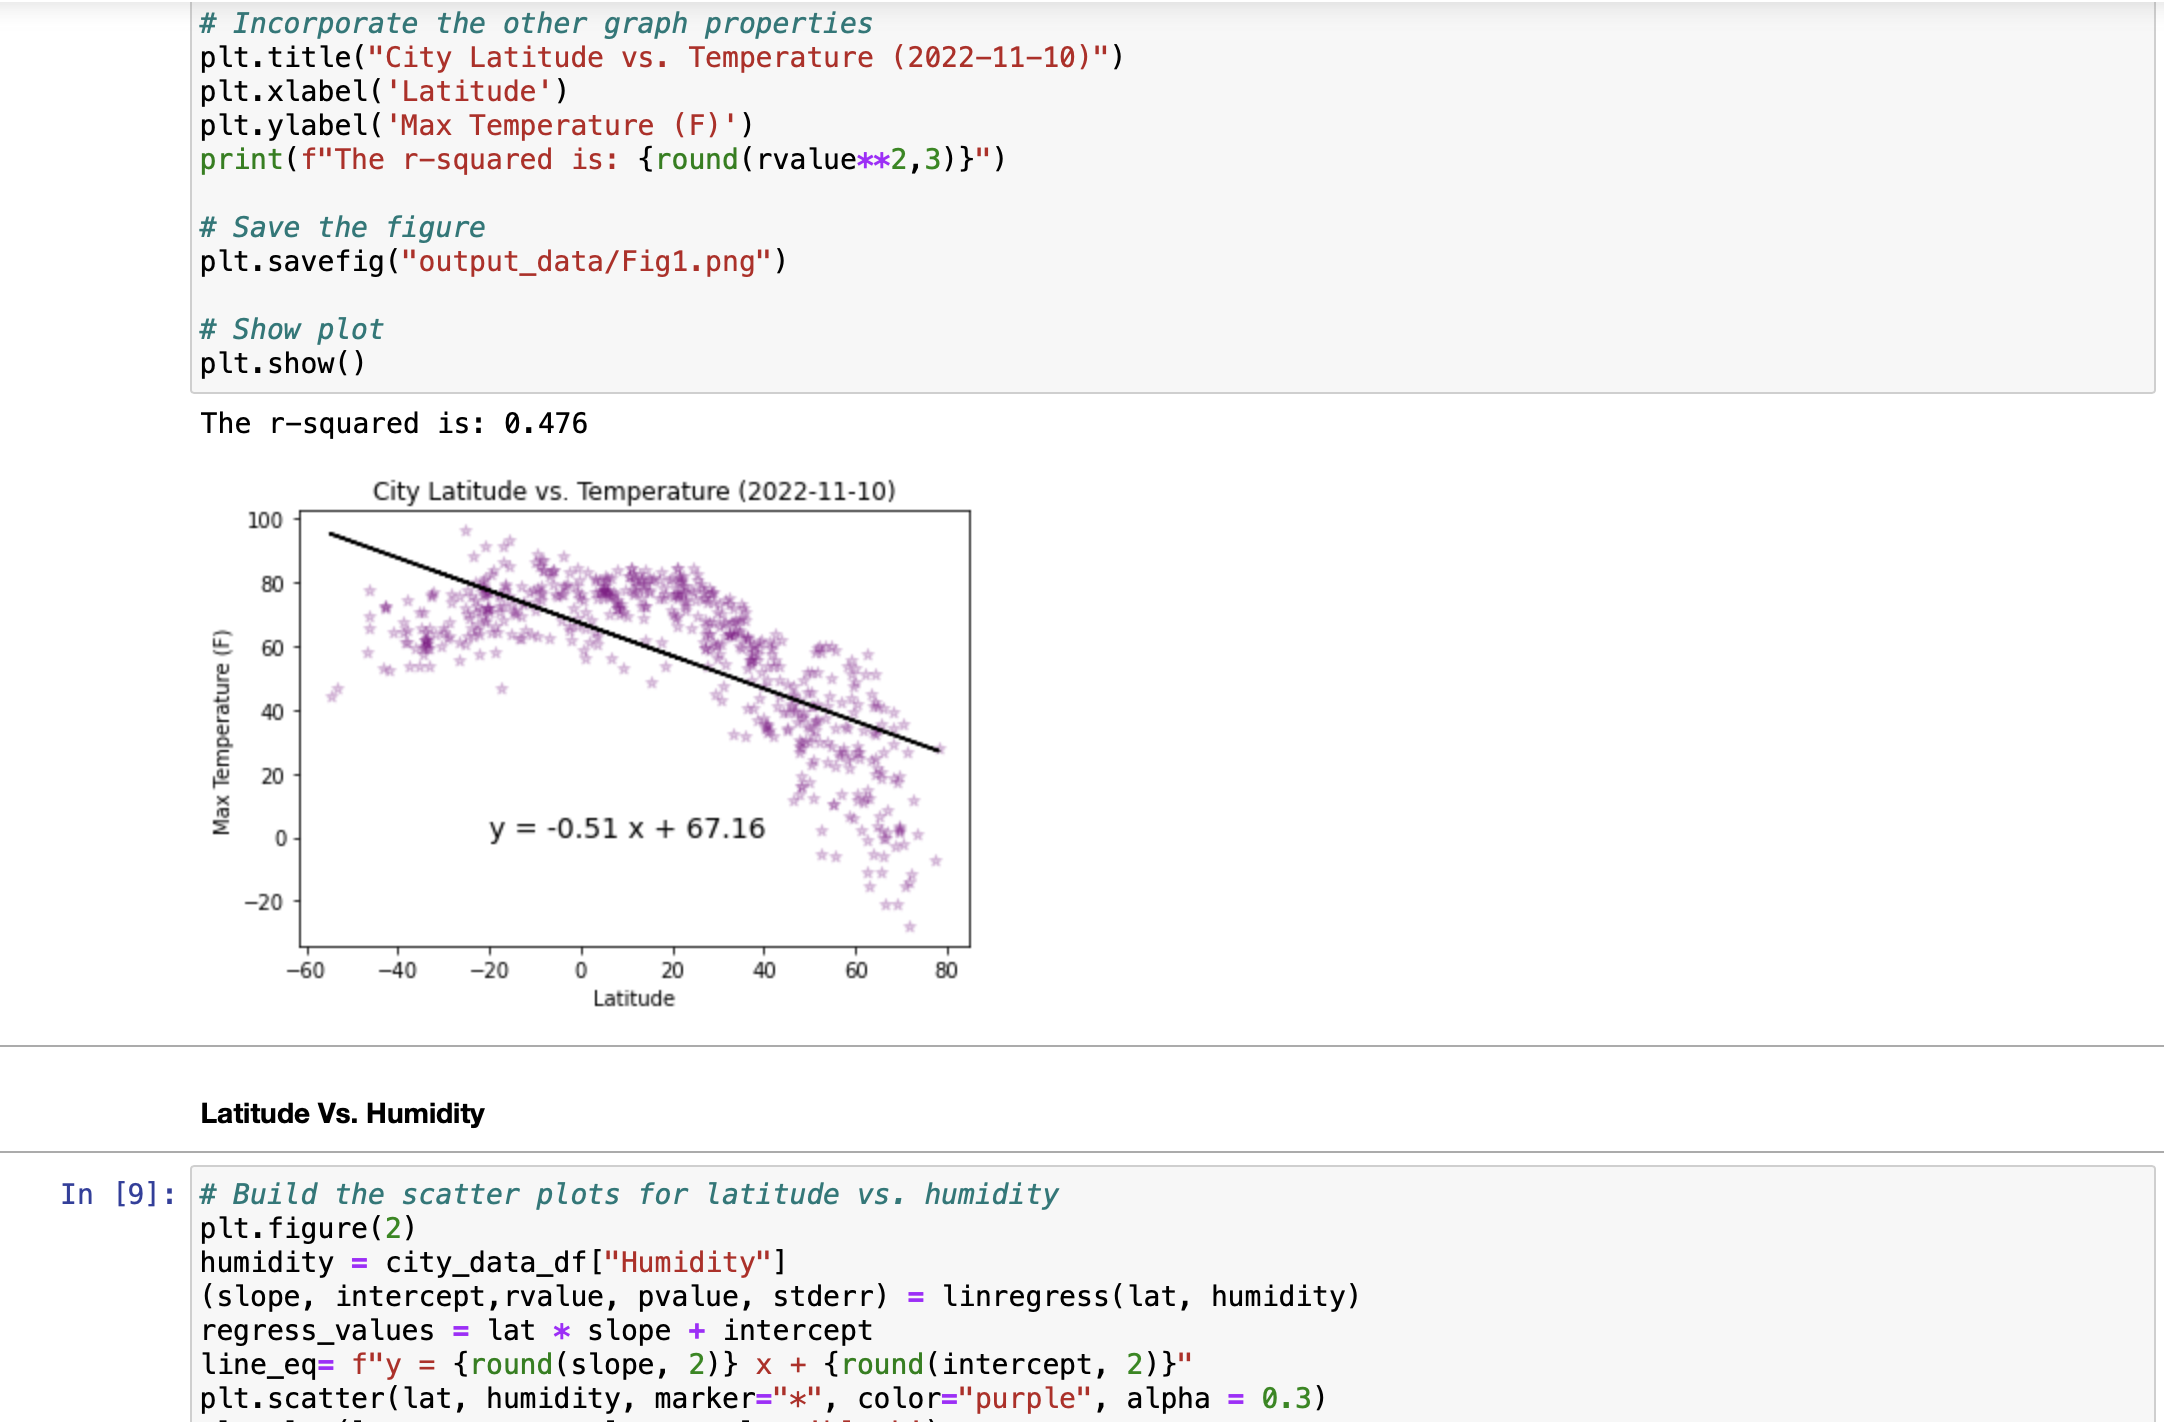 # Incorporate the other graph properties
plt.title("City Latitude vs. Temperature (2022-11-10)")
plt.xlabel('Latitude')
plt.ylabel('Max Temperature (F)')
print(f"The r-squared is: {round(rvalue**2,3)}")
# Save the figure
plt.savefig("output_data/Fig1.png")
# Show plot
plt.show()
The r-squared is: 0.476
City Latitude vs. Temperature (2022-11-10)
100
80
60
40
20
0
−20
Max Temperature (F)
y = -0.51 x + 67.16
−60 −40 −20 0 20 40 60 80
Latitude
Latitude Vs. Humidity
In [9]:
# Build the scatter plots for latitude vs. humidity
plt.figure(2)
humidity = city_data_df["Humidity"]
(slope, intercept,rvalue, pvalue, stderr) = linregress(lat, humidity)
regress_values = lat * slope + intercept
line_eq= f"y = {round(slope, 2)} x + {round(intercept, 2)}"
plt.scatter(lat, humidity, marker="*", color="purple", alpha = 0.3)